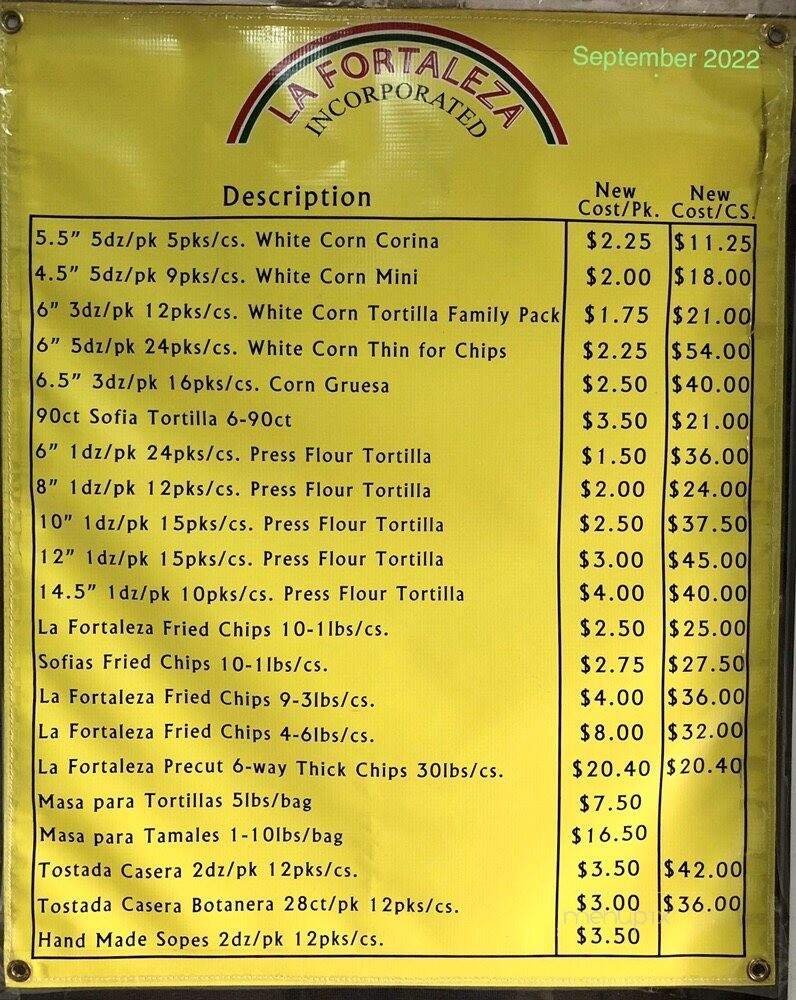 September 2022
LA FORTALEZA
INCORPORATED
Description New Cost/Pk. New Cost/CS.
5.5" 5dz/pk 5pks/cs. White Corn Corina $2.25 $11.25
4.5" 5dz/pk 9pks/cs. White Corn Mini $2.00 $18.00
6" 3dz/pk 12pks/cs. White Corn Tortilla Family Pack $1.75 $21.00
6" 5dz/pk 24pks/cs. White Corn Thin for Chips $2.25 $54.00
6.5" 3dz/pk 16pks/cs. Corn Gruesa $2.50 $40.00
90ct Sofia Tortilla 6-90ct $3.50 $21.00
6" 1dz/pk 24pks/cs. Press Flour Tortilla $1.50 $36.00
8" 1dz/pk 12pks/cs. Press Flour Tortilla $2.00 $24.00
10" 1dz/pk 15pks/cs. Press Flour Tortilla $2.50 $37.50
12" 1dz/pk 15pks/cs. Press Flour Tortilla $3.00 $45.00
14.5" 1dz/pk 10pks/cs. Press Flour Tortilla $4.00 $40.00
La Fortaleza Fried Chips 10-1lbs/cs. $2.50 $25.00
Sofias Fried Chips 10-1lbs/cs. $2.75 $27.50
La Fortaleza Fried Chips 9-3lbs/cs. $4.00 $36.00
La Fortaleza Fried Chips 4-6lbs/cs. $8.00 $32.00
La Fortaleza Precut 6-way Thick Chips 30lbs/cs. $20.40 $20.40
Masa para Tortillas 5lbs/bag $7.50
Masa para Tamales 1-10lbs/bag $16.50
Tostada Casera 2dz/pk 12pks/cs. $3.50 $42.00
Tostada Casera Botanera 28ct/pk 12pks/cs. $3.00 $36.00
menupix
Hand Made Sopes 2dz/pk 12pks/cs. $3.50